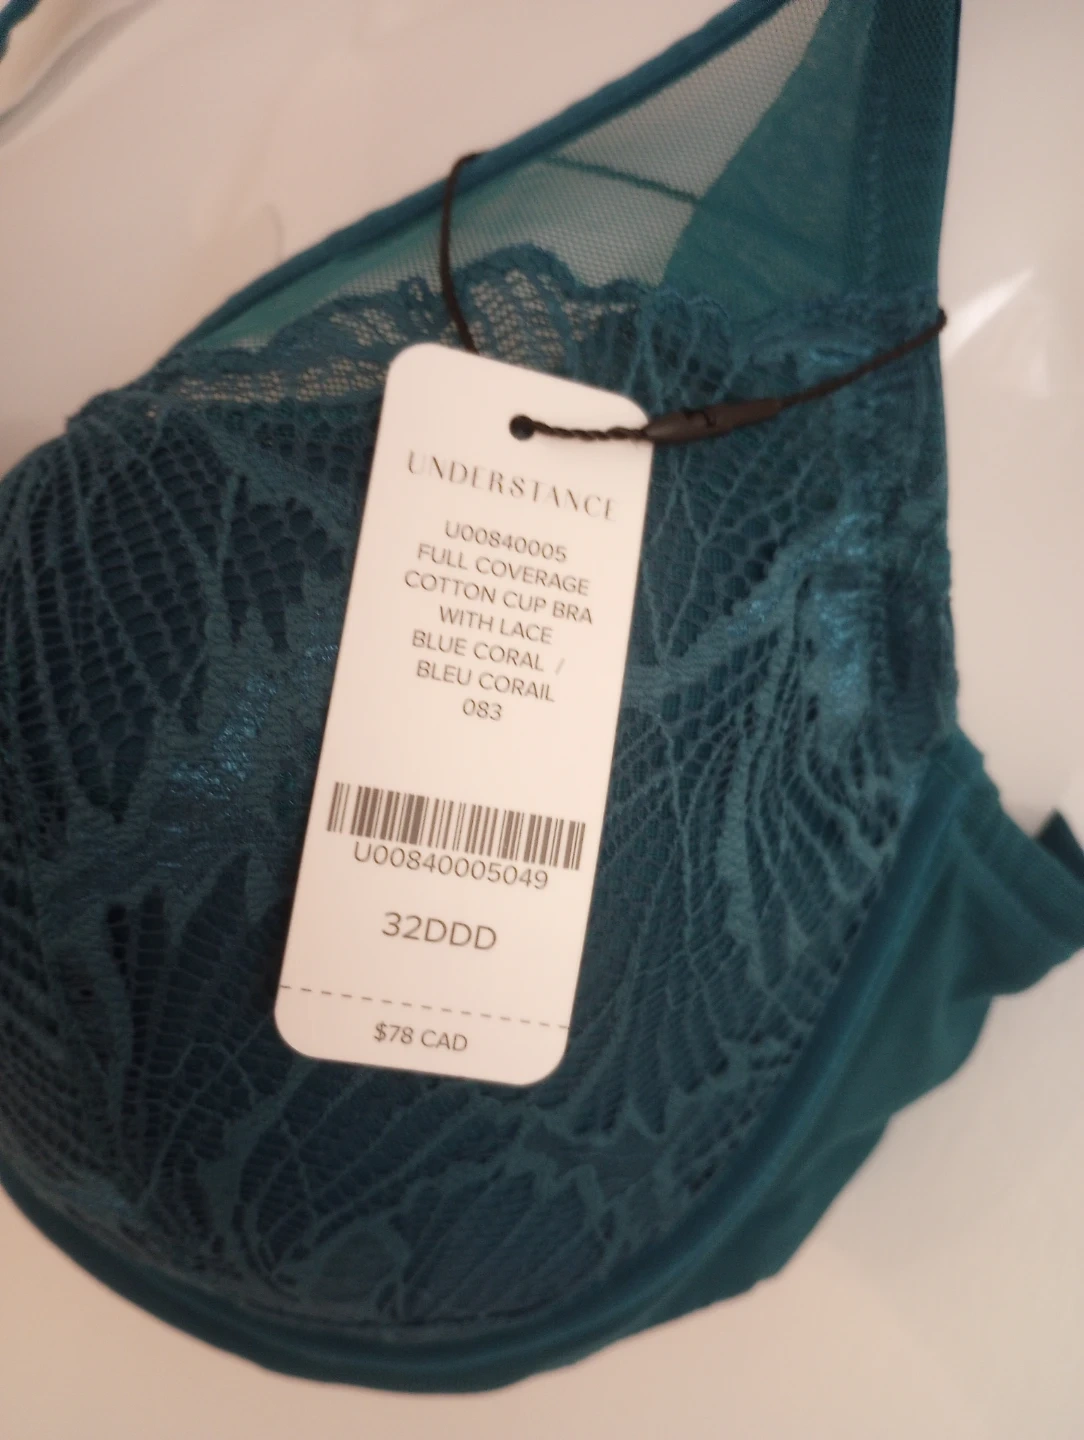 UNDERSTANCE
U00840005
FULL COVERAGE
COTTON CUP BRA
WITH LACE
BLUE CORAL /
BLEU CORAIL
083
U00840005049
32DDD
$78 CAD